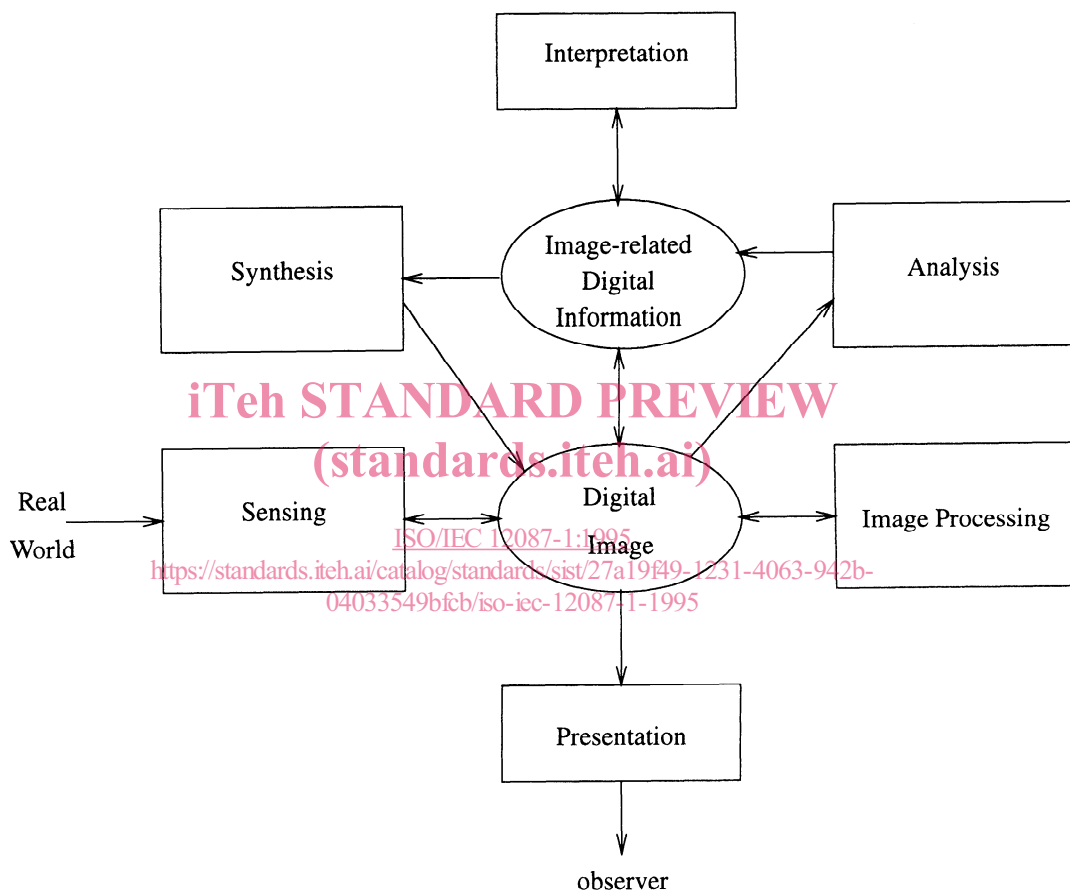 Interpretation
Synthesis
Image-related
Digital
Information
Analysis
iTeh STANDARD PREVIEW
(standards.iteh.ai)
Real
World
Sensing
Digital
Image
Image Processing
ISO/IEC 12087-1:1995
https://standards.iteh.ai/catalog/standards/sist/27a19f49-1231-4063-942b-
04033549bfcb/iso-iec-12087-1-1995
Presentation
observer